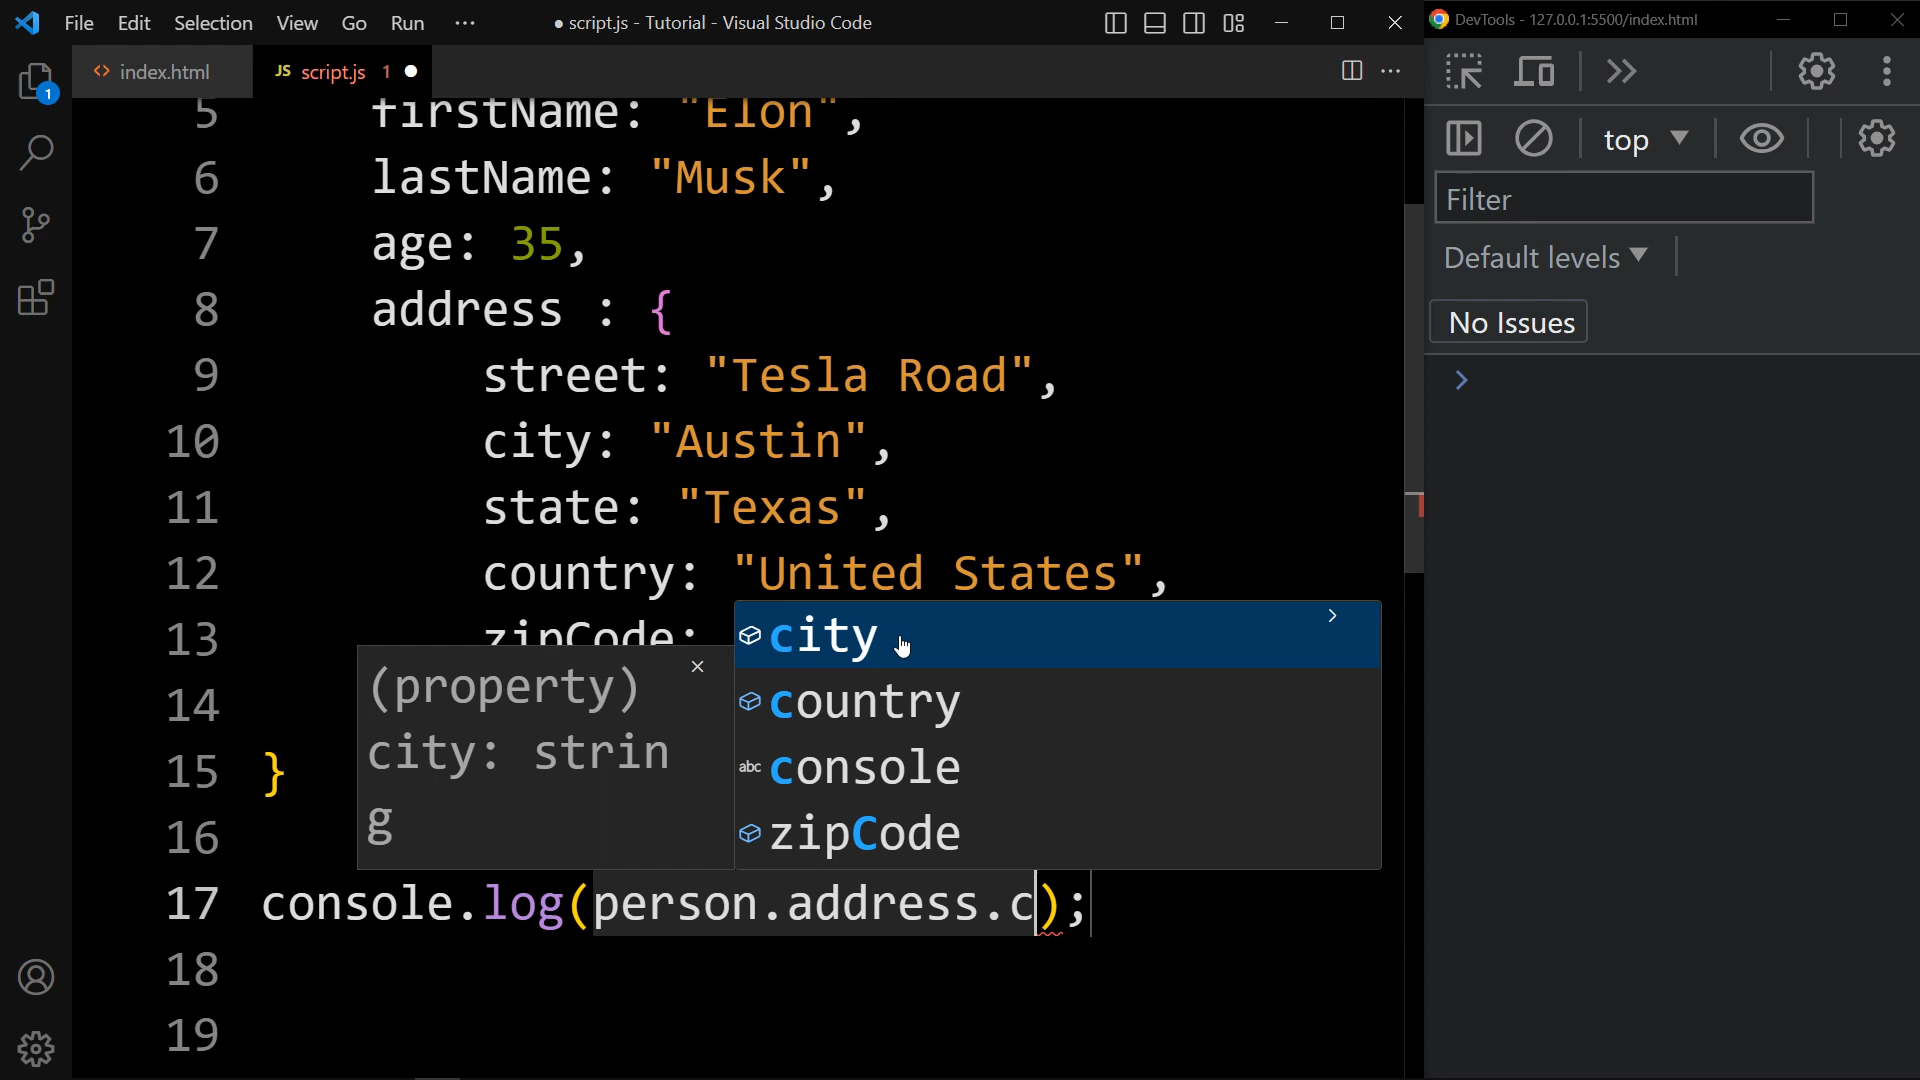 File Edit Selection View Go Run ··· ● script.js - Tutorial - Visual Studio Code
DevTools - 127.0.0.1:5500/index.html
<> index.html JS script.js 1 ●
1
top
Filter
Default levels
No Issues
>
5 firstName: "Elon",
6 lastName: "Musk",
7 age: 35,
8 address : {
9 street: "Tesla Road",
10 city: "Austin",
11 state: "Texas",
12 country: "United States",
13 zipCode:
14
15 }
16
17 console.log(person.address.c);
18
19
(property)
city: strin
g
city
country
abc console
zipCode